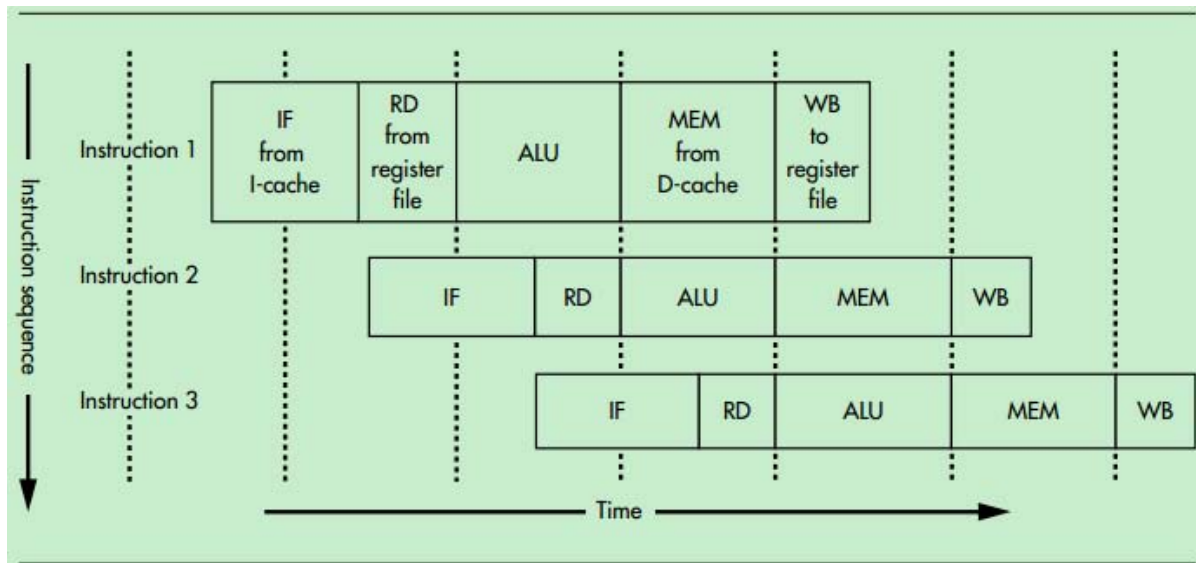 Instruction sequence
Instruction 1
IF
from
I-cache
RD
from
register
file
ALU
MEM
from
D-cache
WB
to
register
file
Instruction 2
IF
RD
ALU
MEM
WB
Instruction 3
IF
RD
ALU
MEM
WB
Time